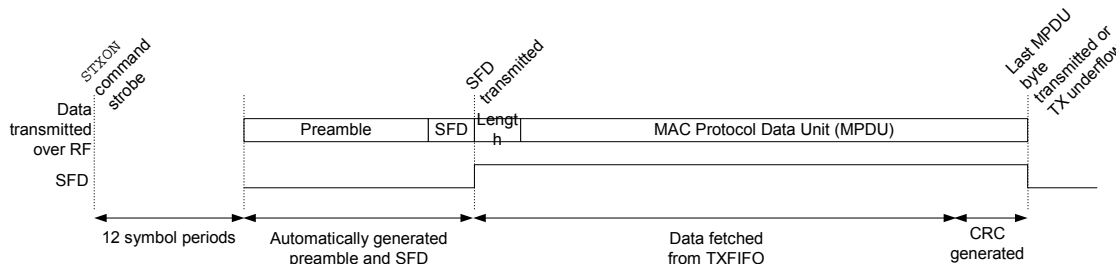 STXON
command
strobe
SFD
transmitted
Last MPDU
byte
transmitted or
TX underflow
Data
transmitted
over RF
Preamble
SFD
Lengt
h
MAC Protocol Data Unit (MPDU)
SFD
12 symbol periods
Automatically generated
preamble and SFD
Data fetched
from TXFIFO
CRC
generated